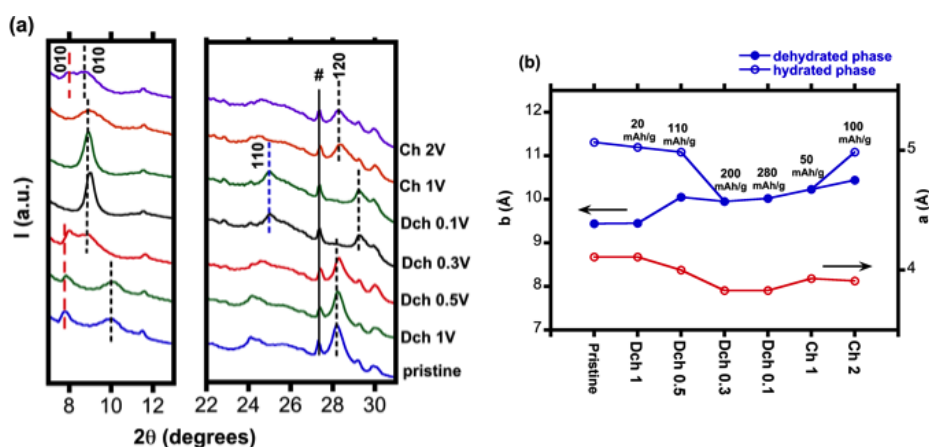 (a)
010
010
110
#
120
Ch 2V
Ch 1V
Dch 0.1V
Dch 0.3V
Dch 0.5V
Dch 1V
pristine
I (a.u.)
8 10 12
22 24 26 28 30
2θ (degrees)
(b)
dehydrated phase
hydrated phase
12
11
10
9
8
7
b (Å)
20
mAh/g
110
mAh/g
200
mAh/g
280
mAh/g
50
mAh/g
100
mAh/g
5
4
a (Å)
Pristine
Dch 1
Dch 0.5
Dch 0.3
Dch 0.1
Ch 1
Ch 2